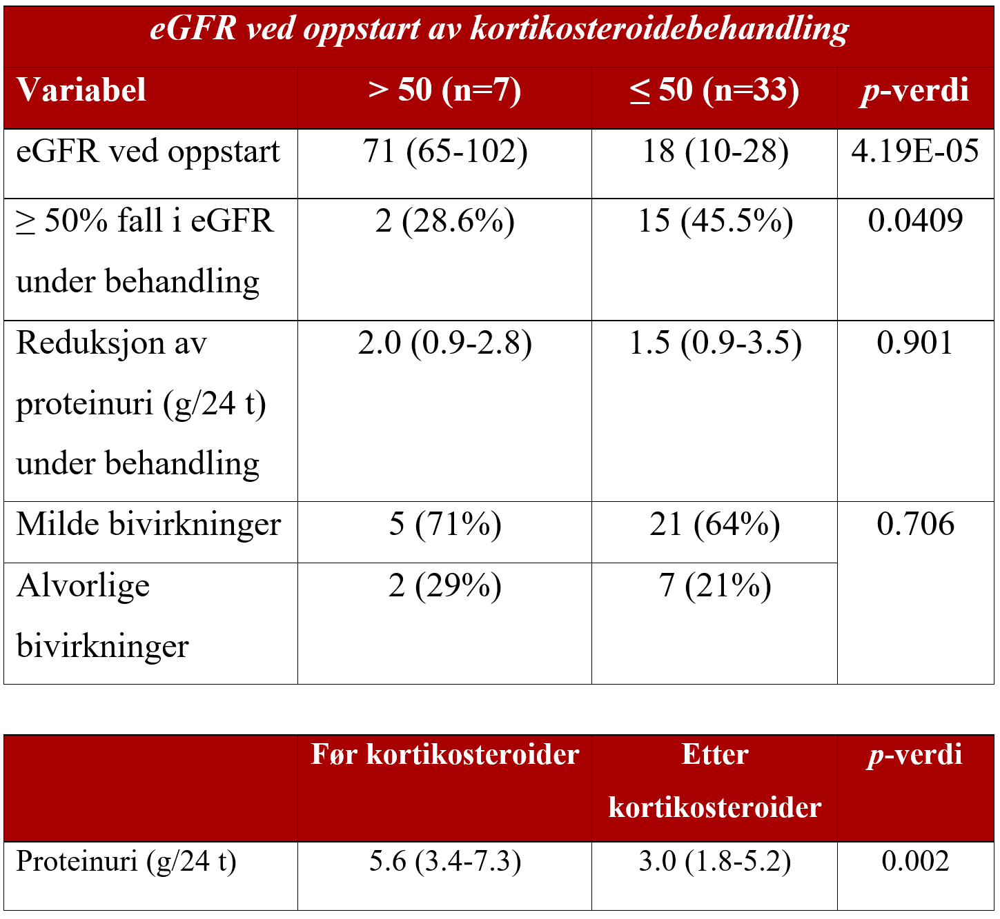 eGFR ved oppstart av kortikosteroidebehandling
Variabel > 50 (n=7) ≤ 50 (n=33) p-verdi
eGFR ved oppstart 71 (65-102) 18 (10-28) 4.19E-05
≥ 50% fall i eGFR 2 (28.6%) 15 (45.5%) 0.0409
under behandling
Reduksjon av 2.0 (0.9-2.8) 1.5 (0.9-3.5) 0.901
proteinuri (g/24 t)
under behandling
Milde bivirkninger 5 (71%) 21 (64%) 0.706
Alvorlige 2 (29%) 7 (21%)
bivirkninger
Før kortikosteroider Etter p-verdi
kortikosteroider
Proteinuri (g/24 t) 5.6 (3.4-7.3) 3.0 (1.8-5.2) 0.002